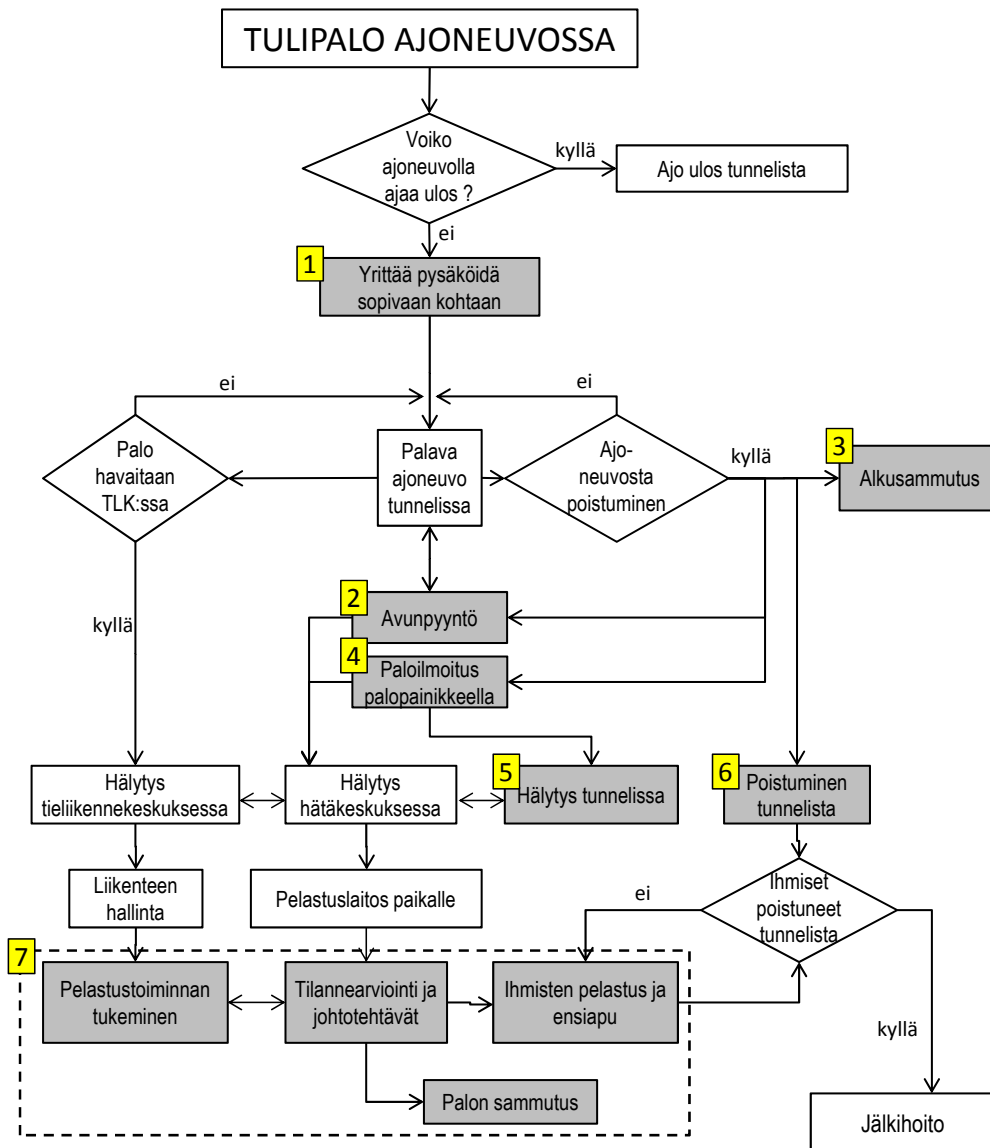 TULIPALO AJONEUVOSSA
Voiko
ajoneuvolla
ajaa ulos ?
kyllä
Ajo ulos tunnelista
ei
1
Yrittää pysäköidä
sopivaan kohtaan
ei
ei
Palo
havaitaan
TLK:ssa
Palava
ajoneuvo
tunnelissa
Ajo-
neuvosta
poistuminen
kyllä
3
Alkusammutus
kyllä
2
Avunpyyntö
4
Paloilmoitus
palopainikkeella
Hälytys
tieliikennekeskuksessa
Hälytys
hätäkeskuksessa
5
Hälytys tunnelissa
6
Poistuminen
tunnelista
Liikenteen
hallinta
Pelastuslaitos paikalle
ei
Ihmiset
poistuneet
tunnelista
7
Pelastustoiminnan
tukeminen
Tilannearviointi ja
johtotehtävät
Ihmisten pelastus ja
ensiapu
kyllä
Palon sammutus
Jälkihoito